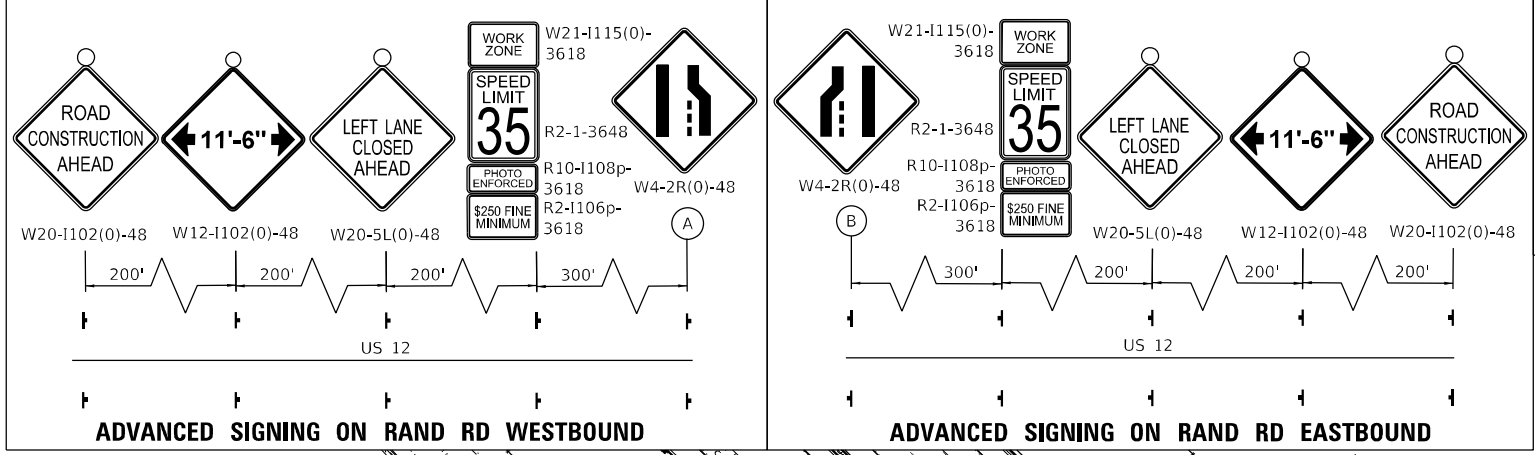 ROAD
CONSTRUCTION
AHEAD
W20-I102(0)-48
11'-6"
W12-I102(0)-48
LEFT LANE
CLOSED
AHEAD
W20-5L(0)-48
WORK
ZONE
SPEED
LIMIT
35
PHOTO
ENFORCED
$250 FINE
MINIMUM
W21-I115(0)-
3618
R2-1-3648
R10-I108p-
3618
R2-I106p-
3618
W4-2R(0)-48
A
200'
200'
200'
300'
US 12
ADVANCED SIGNING ON RAND RD WESTBOUND
W4-2R(0)-48
B
W21-I115(0)-
3618
R2-1-3648
R10-I108p-
3618
R2-I106p-
3618
WORK
ZONE
SPEED
LIMIT
35
PHOTO
ENFORCED
$250 FINE
MINIMUM
LEFT LANE
CLOSED
AHEAD
W20-5L(0)-48
11'-6"
W12-I102(0)-48
ROAD
CONSTRUCTION
AHEAD
W20-I102(0)-48
300'
200'
200'
200'
US 12
ADVANCED SIGNING ON RAND RD EASTBOUND